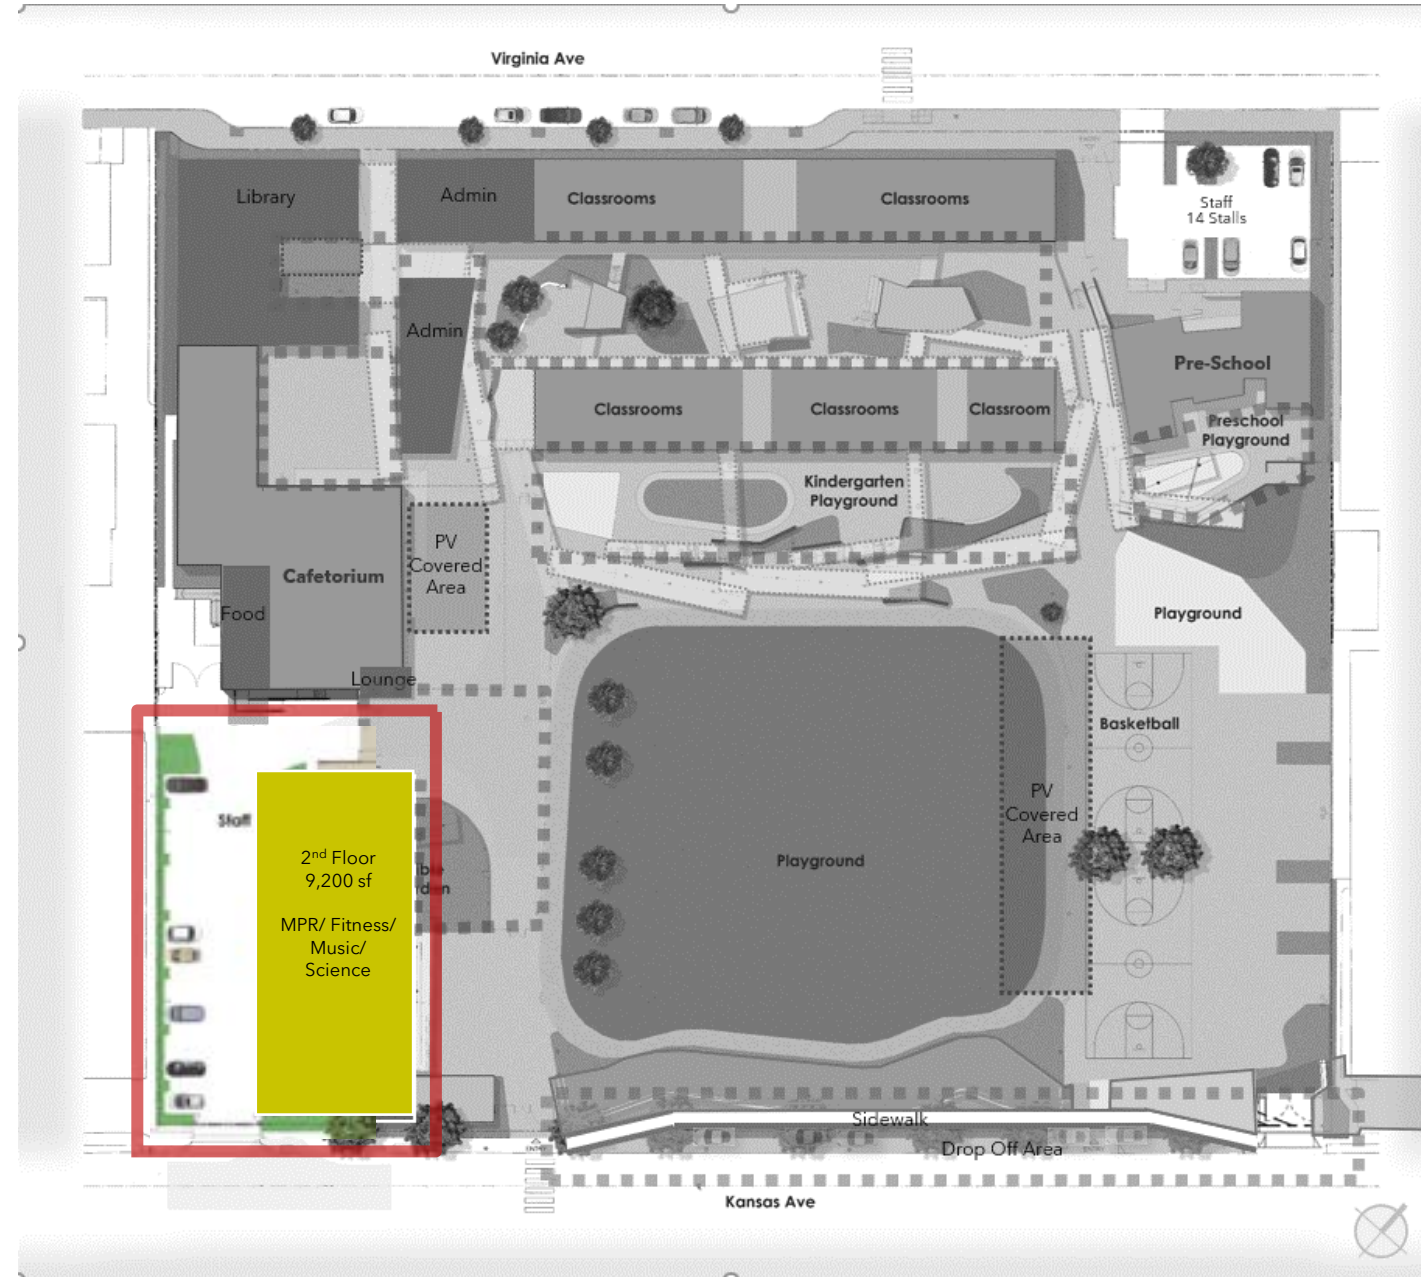 Virginia Ave
Library
Admin
Classrooms
Classrooms
Staff
14 Stalls
Admin
Pre-School
Classrooms
Classrooms
Classroom
Preschool
Playground
Kindergarten
Playground
PV
Covered
Area
Cafetorium
Food
Playground
Lounge
Basketball
PV
Covered
Area
Staff
2nd Floor
9,200 sf
MPR/ Fitness/
Music/
Science
Playground
Sidewalk
Drop Off Area
ENTRY
Kansas Ave